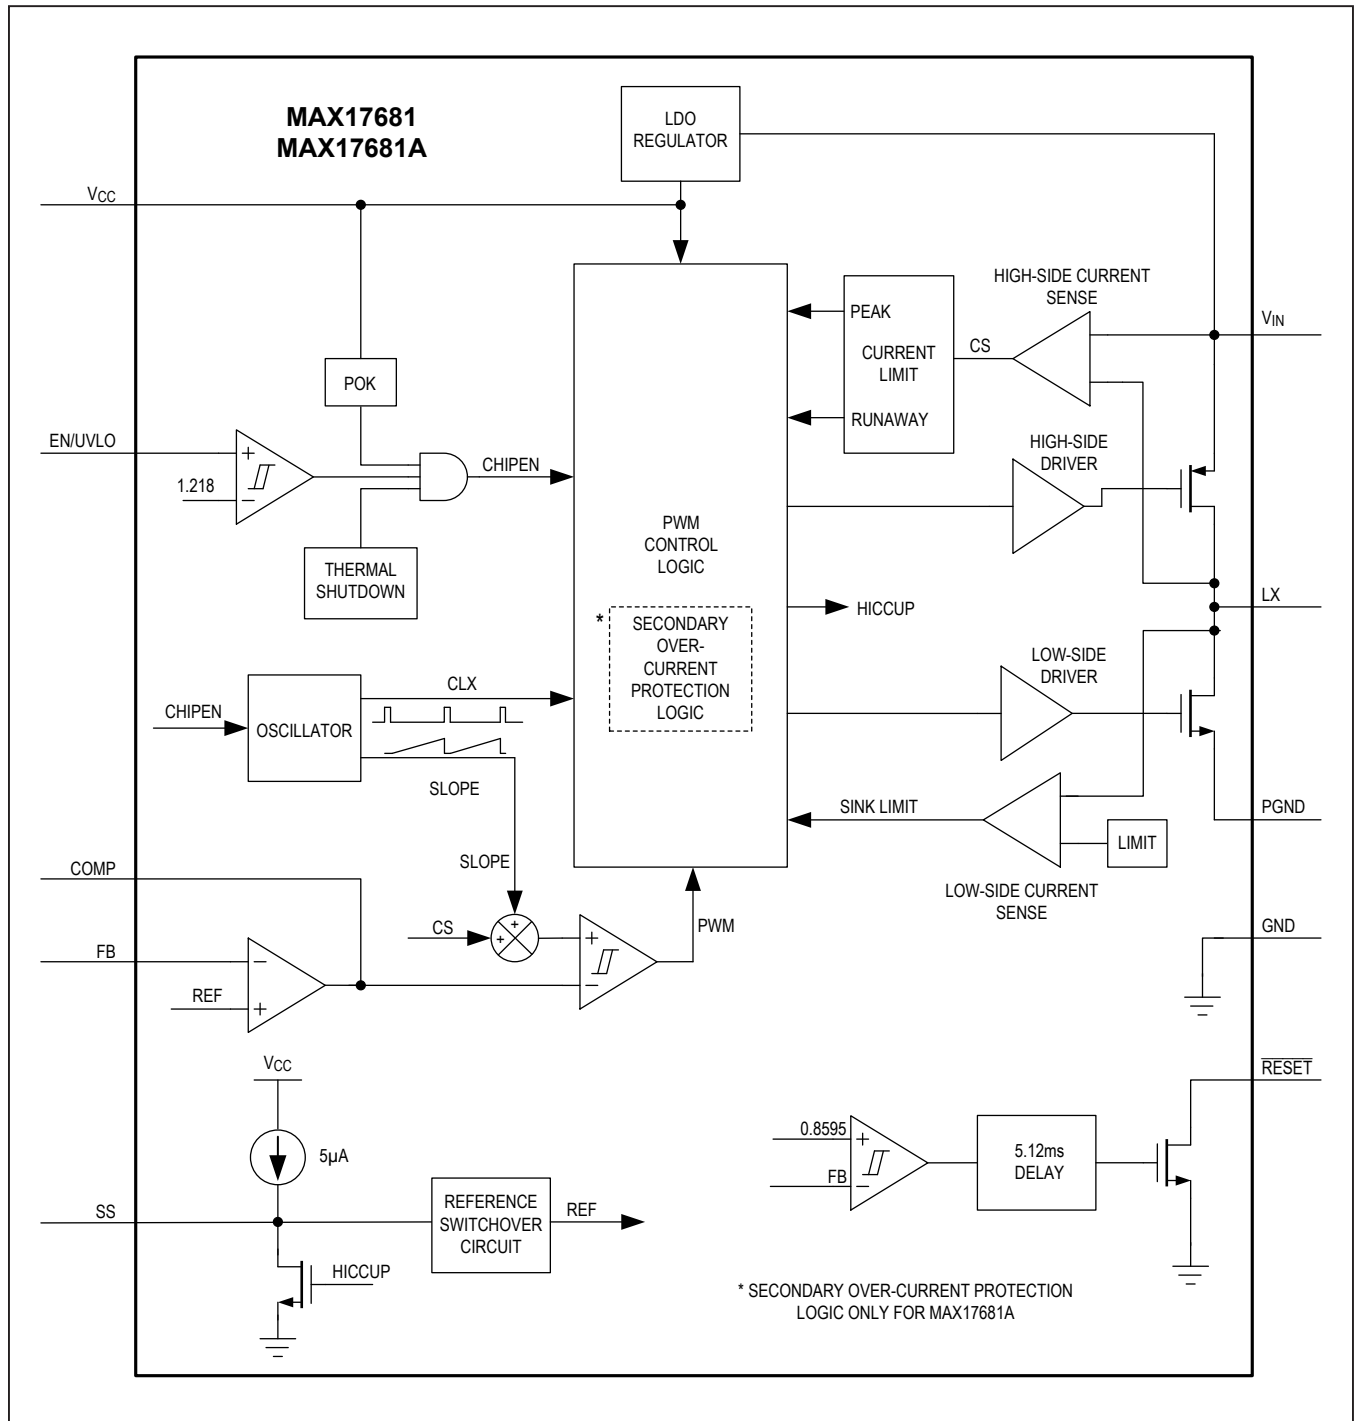 MAX17681
MAX17681A
LDO
REGULATOR
VCC
HIGH-SIDE CURRENT
SENSE
PEAK
VIN
CS
CURRENT
LIMIT
POK
RUNAWAY
EN/UVLO
+
HIGH-SIDE
DRIVER
CHIPEN
1.218
−
PWM
CONTROL
LOGIC
THERMAL
SHUTDOWN
HICCUP
LX
*
SECONDARY
OVER-
CURRENT
PROTECTION
LOGIC
LOW-SIDE
DRIVER
CLX
CHIPEN
OSCILLATOR
SLOPE
SINK LIMIT
PGND
LIMIT
SLOPE
COMP
LOW-SIDE CURRENT
SENSE
+
CS
+
+
PWM
GND
FB
−
−
REF
+
VCC
RESET
0.8595
+
5.12ms
DELAY
5µA
FB
−
SS
REFERENCE
SWITCHOVER
CIRCUIT
REF
HICCUP
* SECONDARY OVER-CURRENT PROTECTION
LOGIC ONLY FOR MAX17681A